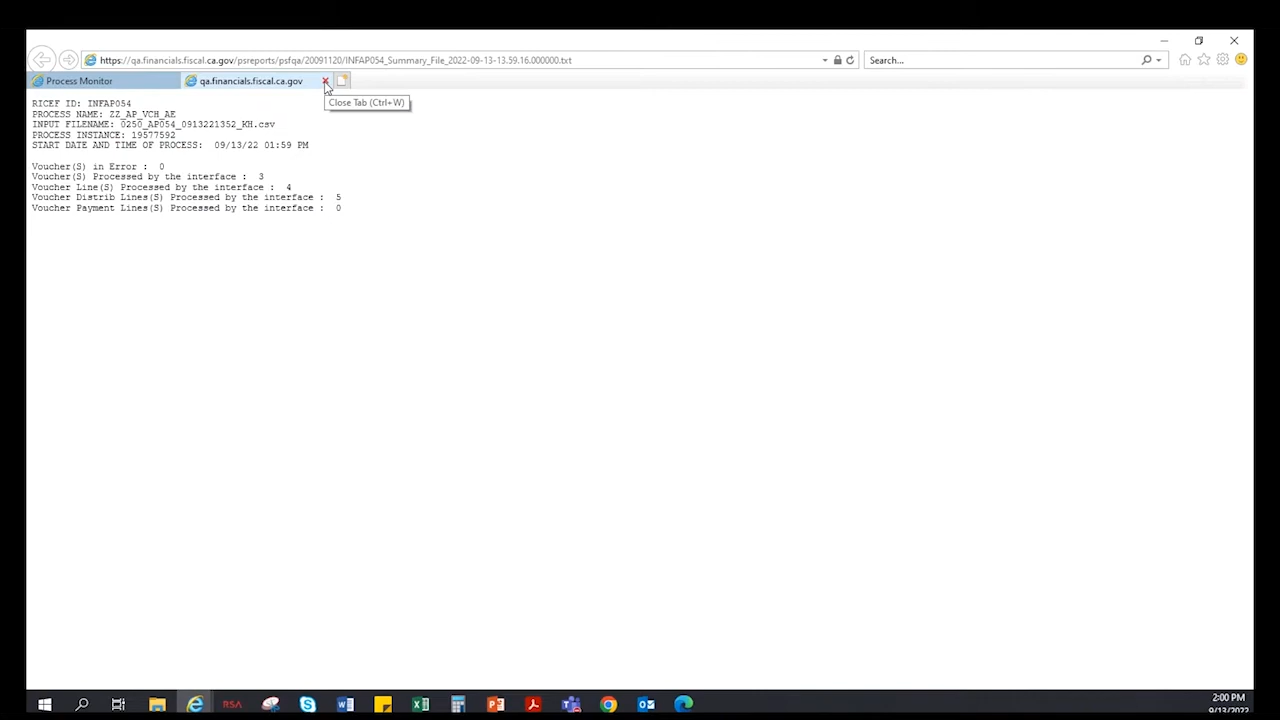 https://qa.financials.fiscal.ca.gov/psreports/psfqa/20091120/INFAP054_Summary_File_2022-09-13-13.59.16.000000.txt
Search...
Process Monitor
qa.financials.fiscal.ca.gov
Close Tab (Ctrl+W)
RICEF ID: INFAP054
PROCESS NAME: ZZ_AP_VCH_AE
INPUT FILENAME: 0250_AP054_0913221352_KH.csv
PROCESS INSTANCE: 19577592
START DATE AND TIME OF PROCESS: 09/13/22 01:59 PM
Voucher(S) in Error : 0
Voucher(S) Processed by the interface : 3
Voucher Line(S) Processed by the interface : 4
Voucher Distrib Lines(S) Processed by the interface : 5
Voucher Payment Lines(S) Processed by the interface : 0
RSA
2:00 PM
9/13/2022